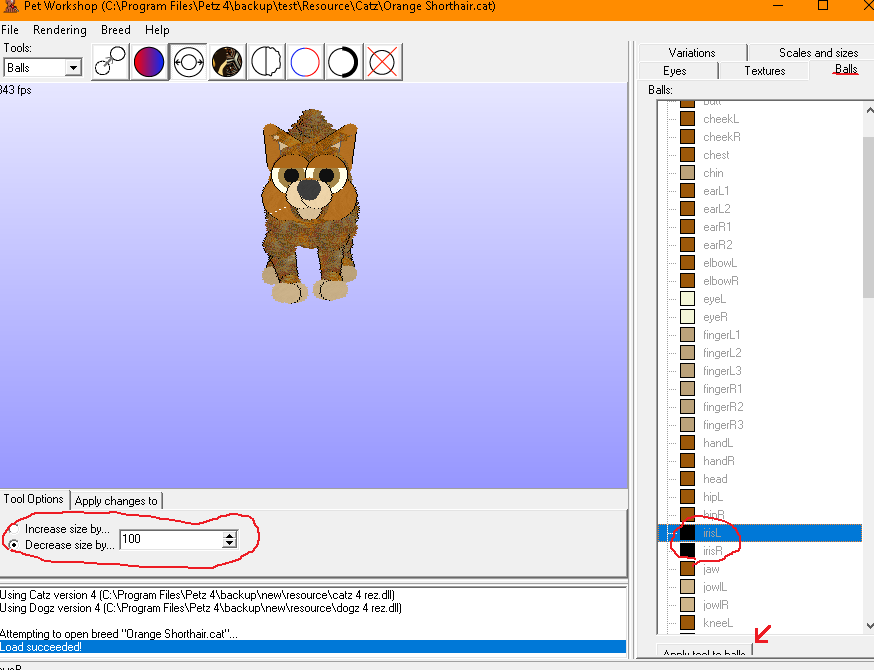 Pet Workshop (C:\Program Files\Petz 4\backup\test\Resource\Catz\Orange Shorthair.cat)
File Rendering Breed Help
Tools:
Balls
343 fps
Variations Scales and sizes
Eyes Textures Balls
Balls:
butt
cheekL
cheekR
chest
chin
earL1
earL2
earR1
earR2
elbowL
elbowR
eyeL
eyeR
fingerL1
fingerL2
fingerL3
fingerR1
fingerR2
fingerR3
handL
handR
head
hipL
hipR
irisL
irisR
jaw
jowlL
jowlR
kneeL
Apply tool to balls
Tool Options Apply changes to
Increase size by...
Decrease size by... 100
Using Catz version 4 (C:\Program Files\Petz 4\backup\new\resource\catz 4 rez.dll)
Using Dogz version 4 (C:\Program Files\Petz 4\backup\new\resource\dogz 4 rez.dll)
Attempting to open breed "Orange Shorthair.cat"...
Load succeeded!